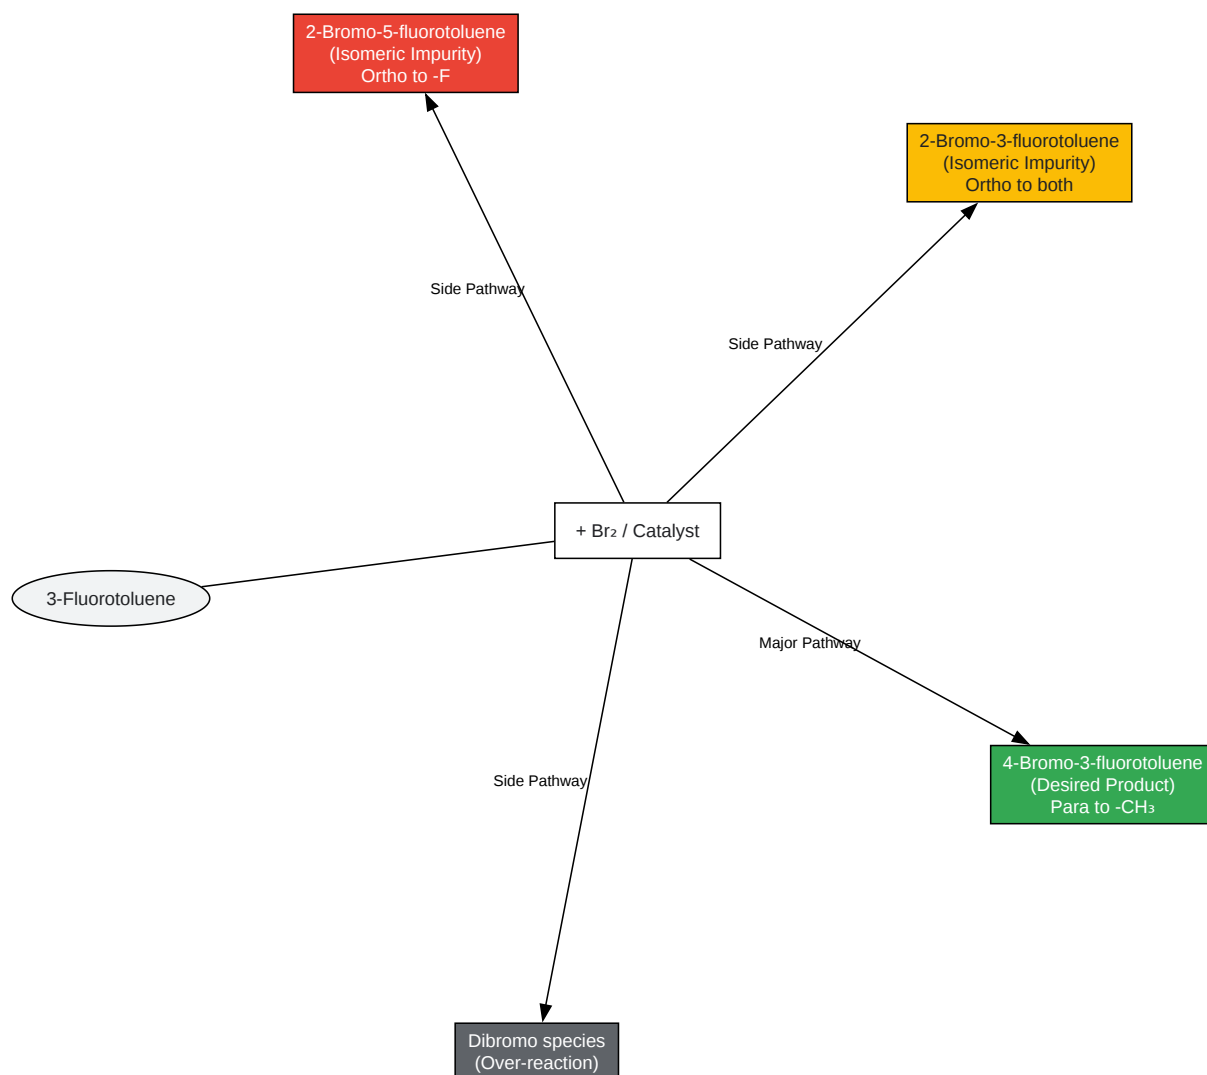 2-Bromo-5-fluorotoluene
(Isomeric Impurity)
Ortho to -F
2-Bromo-3-fluorotoluene
(Isomeric Impurity)
Ortho to both
Side Pathway
Side Pathway
+ Br₂ / Catalyst
3-Fluorotoluene
Major Pathway
4-Bromo-3-fluorotoluene
(Desired Product)
Para to -CH₃
Side Pathway
Dibromo species
(Over-reaction)